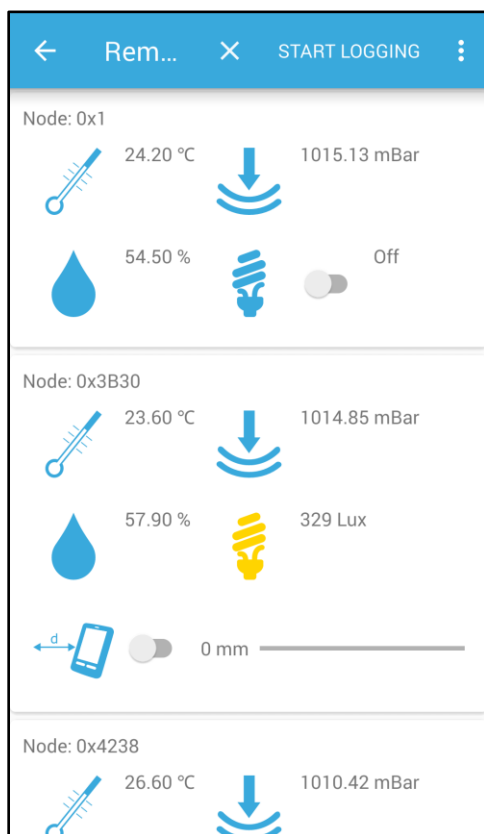 Rem... START LOGGING
Node: 0x1
24.20 °C 1015.13 mBar
54.50 % Off
Node: 0x3B30
23.60 °C 1014.85 mBar
57.90 % 329 Lux
d 0 mm
Node: 0x4238
26.60 °C 1010.42 mBar